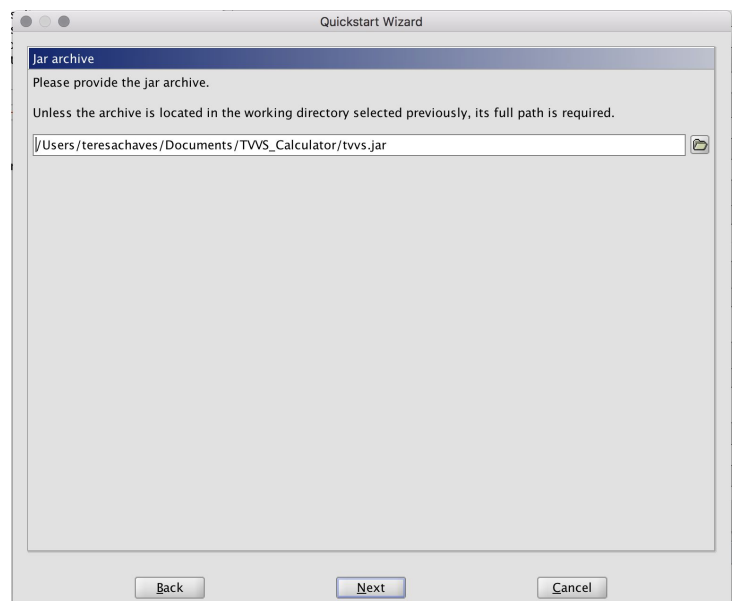 Quickstart Wizard
Jar archive
Please provide the jar archive.
Unless the archive is located in the working directory selected previously, its full path is required.
/Users/teresachaves/Documents/TVVS_Calculator/tvvs.jar
Back Next Cancel